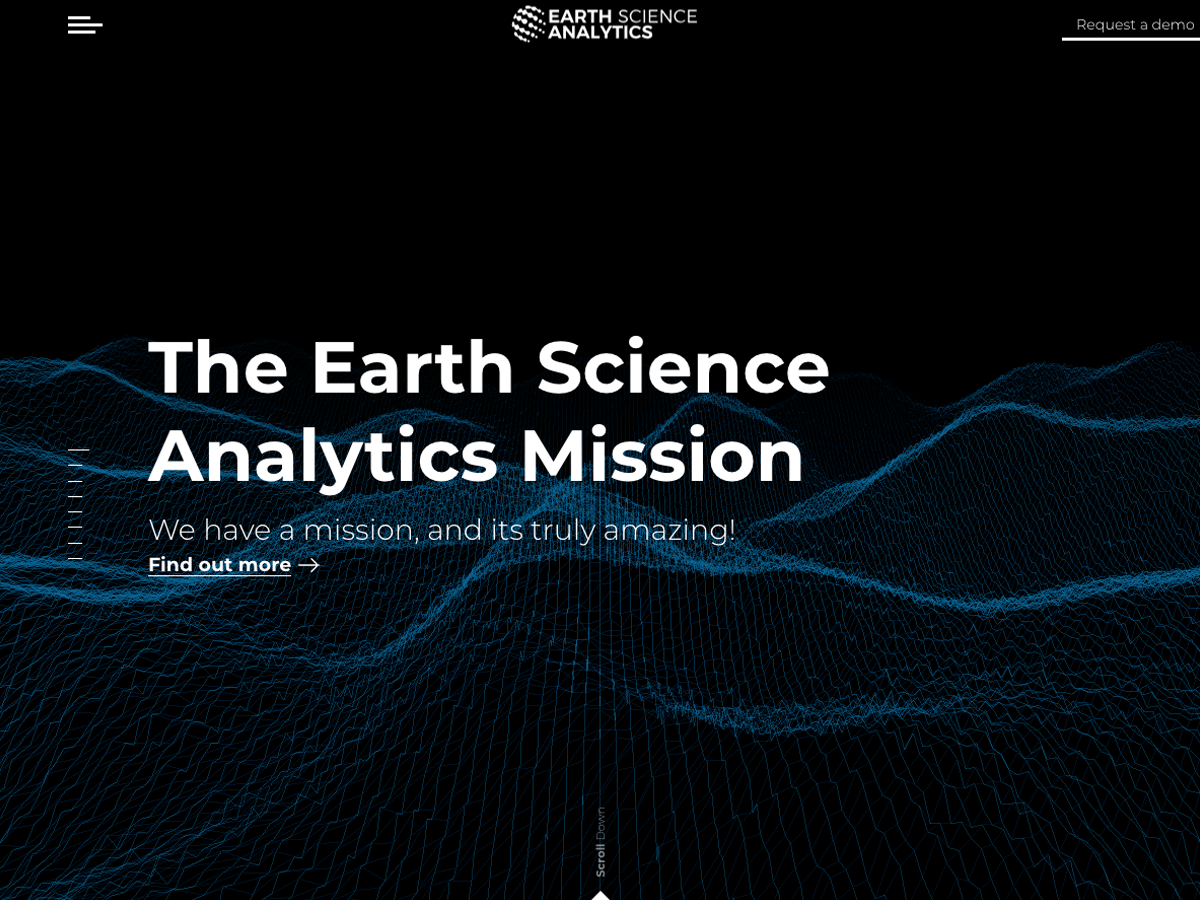 EARTH SCIENCE
ANALYTICS
Request a demo
The Earth Science
Analytics Mission
We have a mission, and its truly amazing!
Find out more
Scroll Down